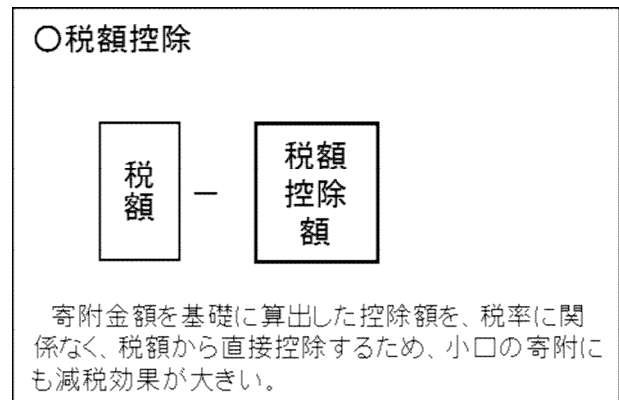 〇税額控除
税額
－
税額
控除
額
寄附金額を基礎に算出した控除額を、税率に関
係なく、税額から直接控除するため、小口の寄附に
も減税効果が大きい。